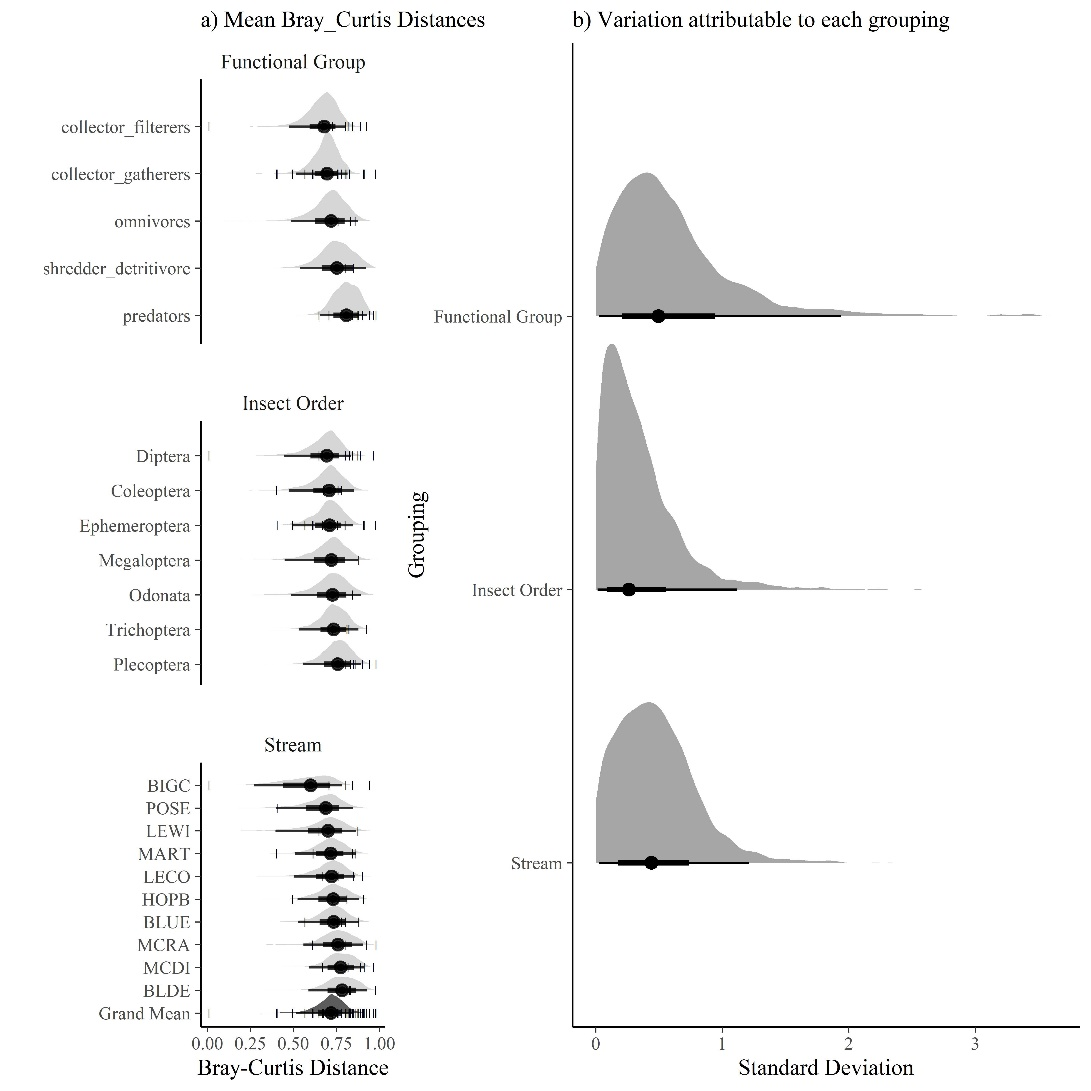 a) Mean Bray_Curtis Distances
Functional Group
collector_filterers
collector_gatherers
omnivores
shredder_detritivore
predators
Insect Order
Diptera
Coleoptera
Ephemeroptera
Megaloptera
Odonata
Trichoptera
Plecoptera
Stream
BIGC
POSE
LEWI
MART
LECO
HOPB
BLUE
MCRA
MCDI
BLDE
Grand Mean
0.00 0.25 0.50 0.75 1.00
Bray-Curtis Distance
b) Variation attributable to each grouping
Grouping
Functional Group
Insect Order
Stream
0 1 2 3
Standard Deviation